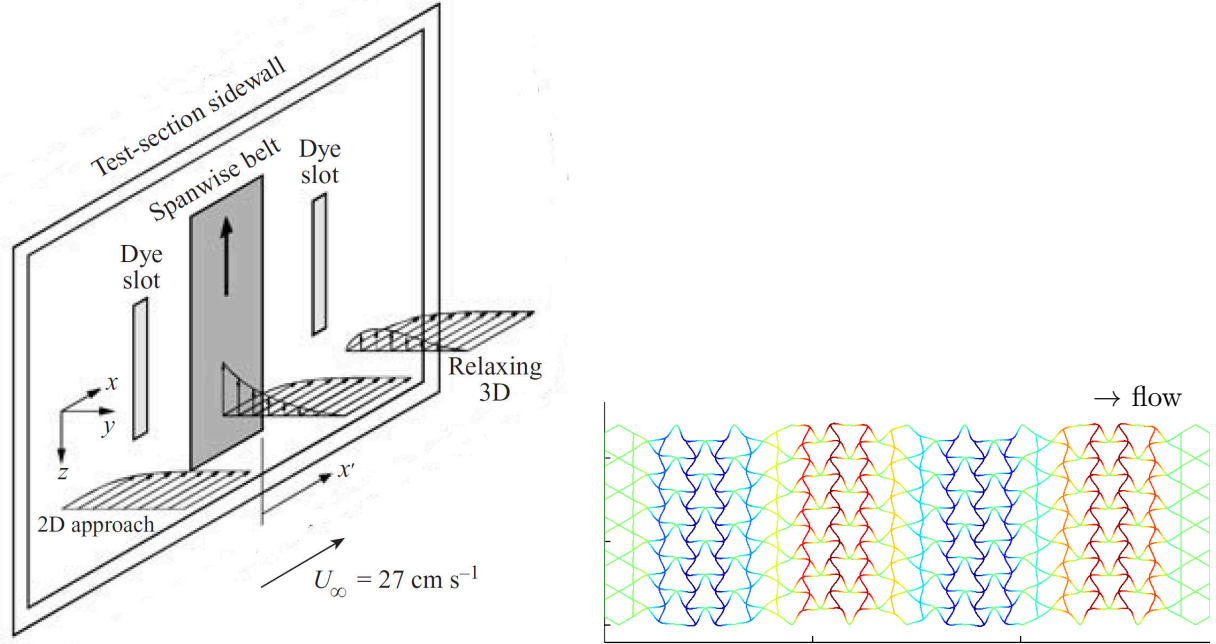 Test-section sidewall
Spanwise belt
Dye
slot
Dye
slot
x
y
z
Relaxing
3D
x′
2D approach
U∞ = 27 cm s⁻¹
→ flow